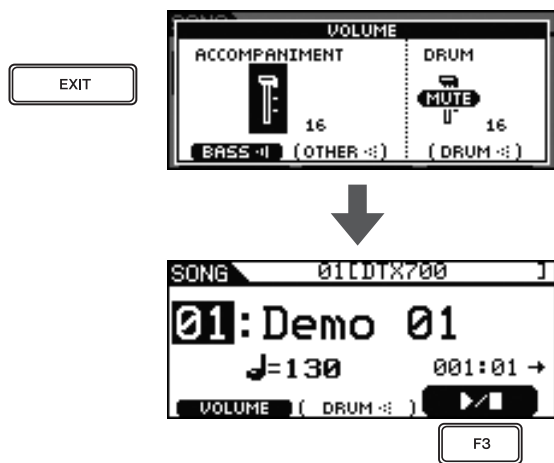 SONG
VOLUME
ACCOMPANIMENT DRUM
EXIT
MUTE
16 16
BASS (OTHER) (DRUM)
SONG 01[DTX700 ]
01:Demo 01
♩=130 001:01→
VOLUME ( DRUM )
F3